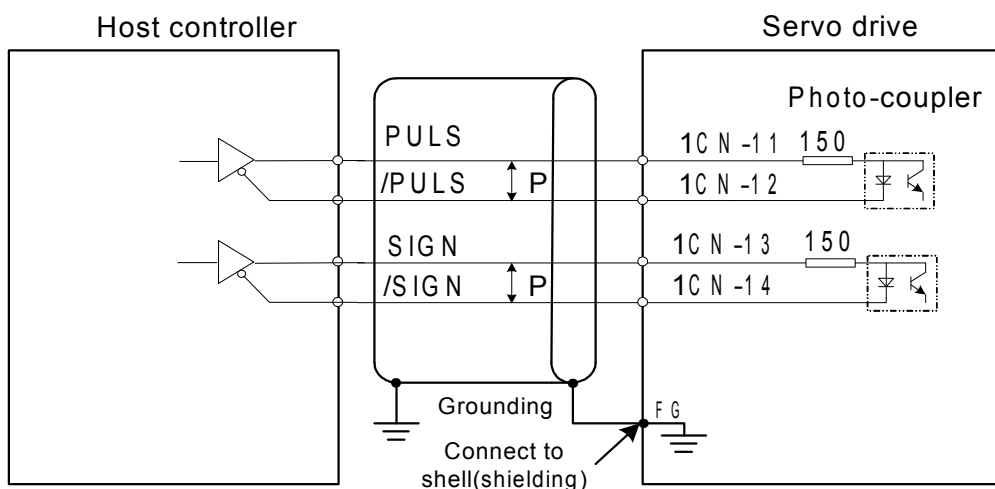 Host controller
Servo drive
Photo-coupler
PULS
1CN-11
150
/PULS
P
1CN-12
SIGN
1CN-13
150
/SIGN
P
1CN-14
Grounding
FG
Connect to
shell(shielding)